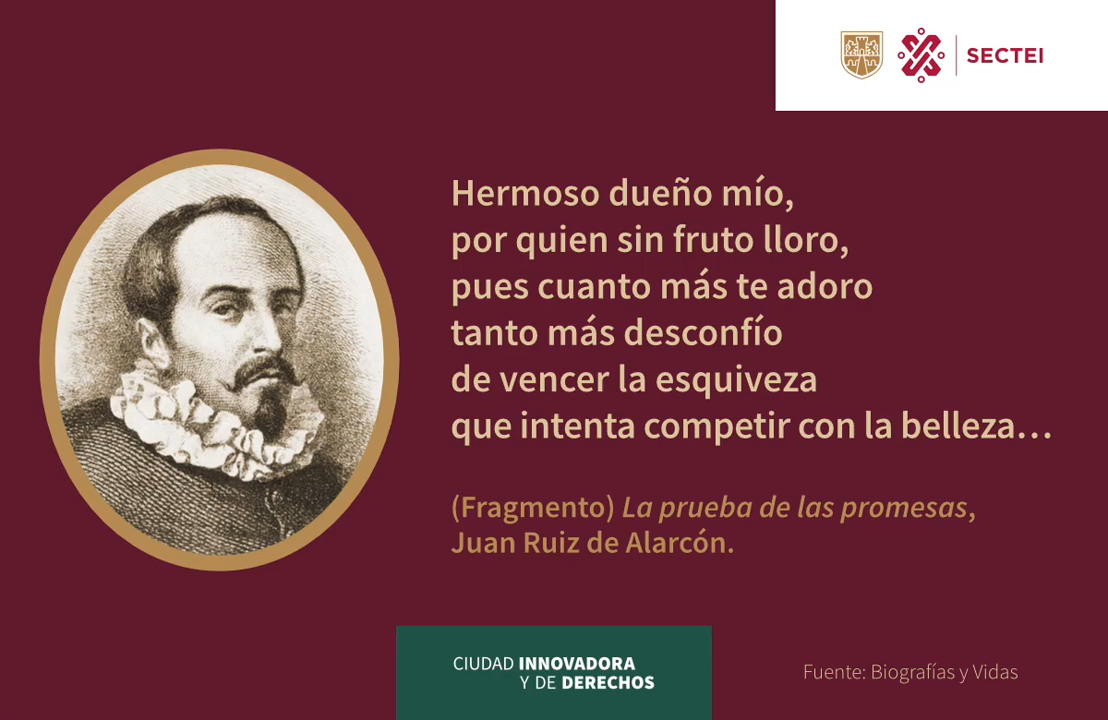 SECTEI
Hermoso dueño mío,
por quien sin fruto lloro,
pues cuanto más te adoro
tanto más desconfío
de vencer la esquiveza
que intenta competir con la belleza…
(Fragmento) La prueba de las promesas,
Juan Ruiz de Alarcón.
CIUDAD INNOVADORA
Y DE DERECHOS
Fuente: Biografías y Vidas